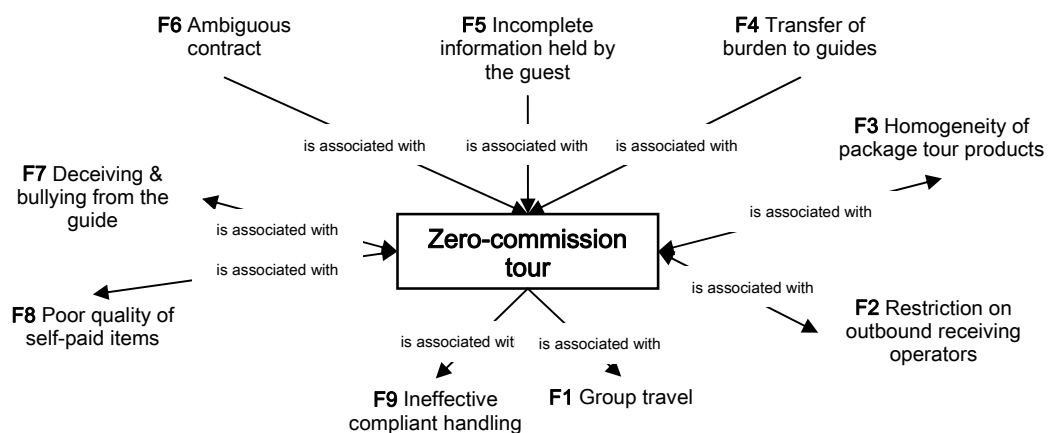 F6 Ambiguous
contract
F5 Incomplete
information held by
the guest
F4 Transfer of
burden to guides
is associated with
is associated with
is associated with
F3 Homogeneity of
package tour products
F7 Deceiving &
bullying from the
guide
is associated with
is associated with
Zero-commission
tour
is associated with
is associated with
F8 Poor quality of
self-paid items
F2 Restriction on
outbound receiving
operators
is associated wit
is associated with
F9 Ineffective
compliant handling
F1 Group travel